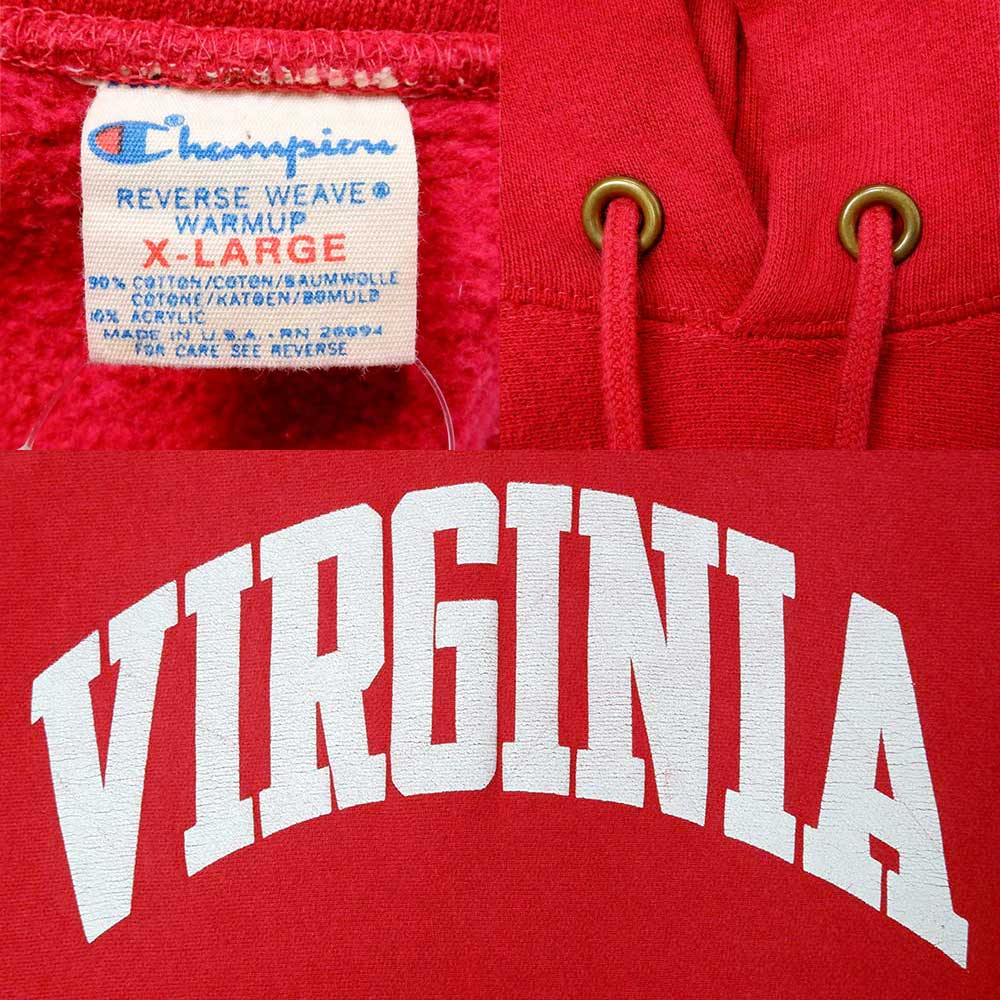 Champion
REVERSE WEAVE®
WARMUP
X-LARGE
90% COTTON/COTON/BAUMWOLLE
COTONE/KATOEN/BOMULD
10% ACRYLIC
MADE IN U.S.A. - RN 26094
FOR CARE SEE REVERSE
VIRGINIA